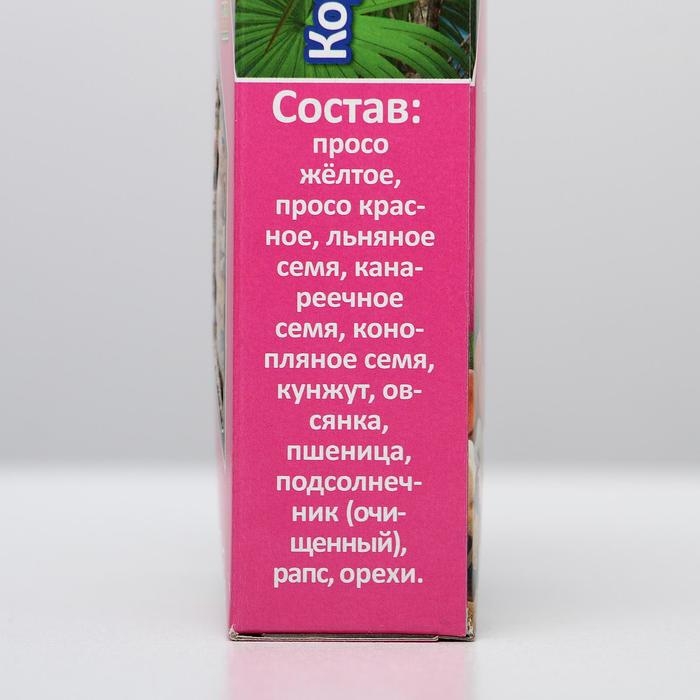 Состав:
просо
жёлтое,
просо крас-
ное, льняное
семя, кана-
реечное
семя, коно-
пляное семя,
кунжут, ов-
сянка,
пшеница,
подсолнеч-
ник (очи-
щенный),
рапс, орехи.